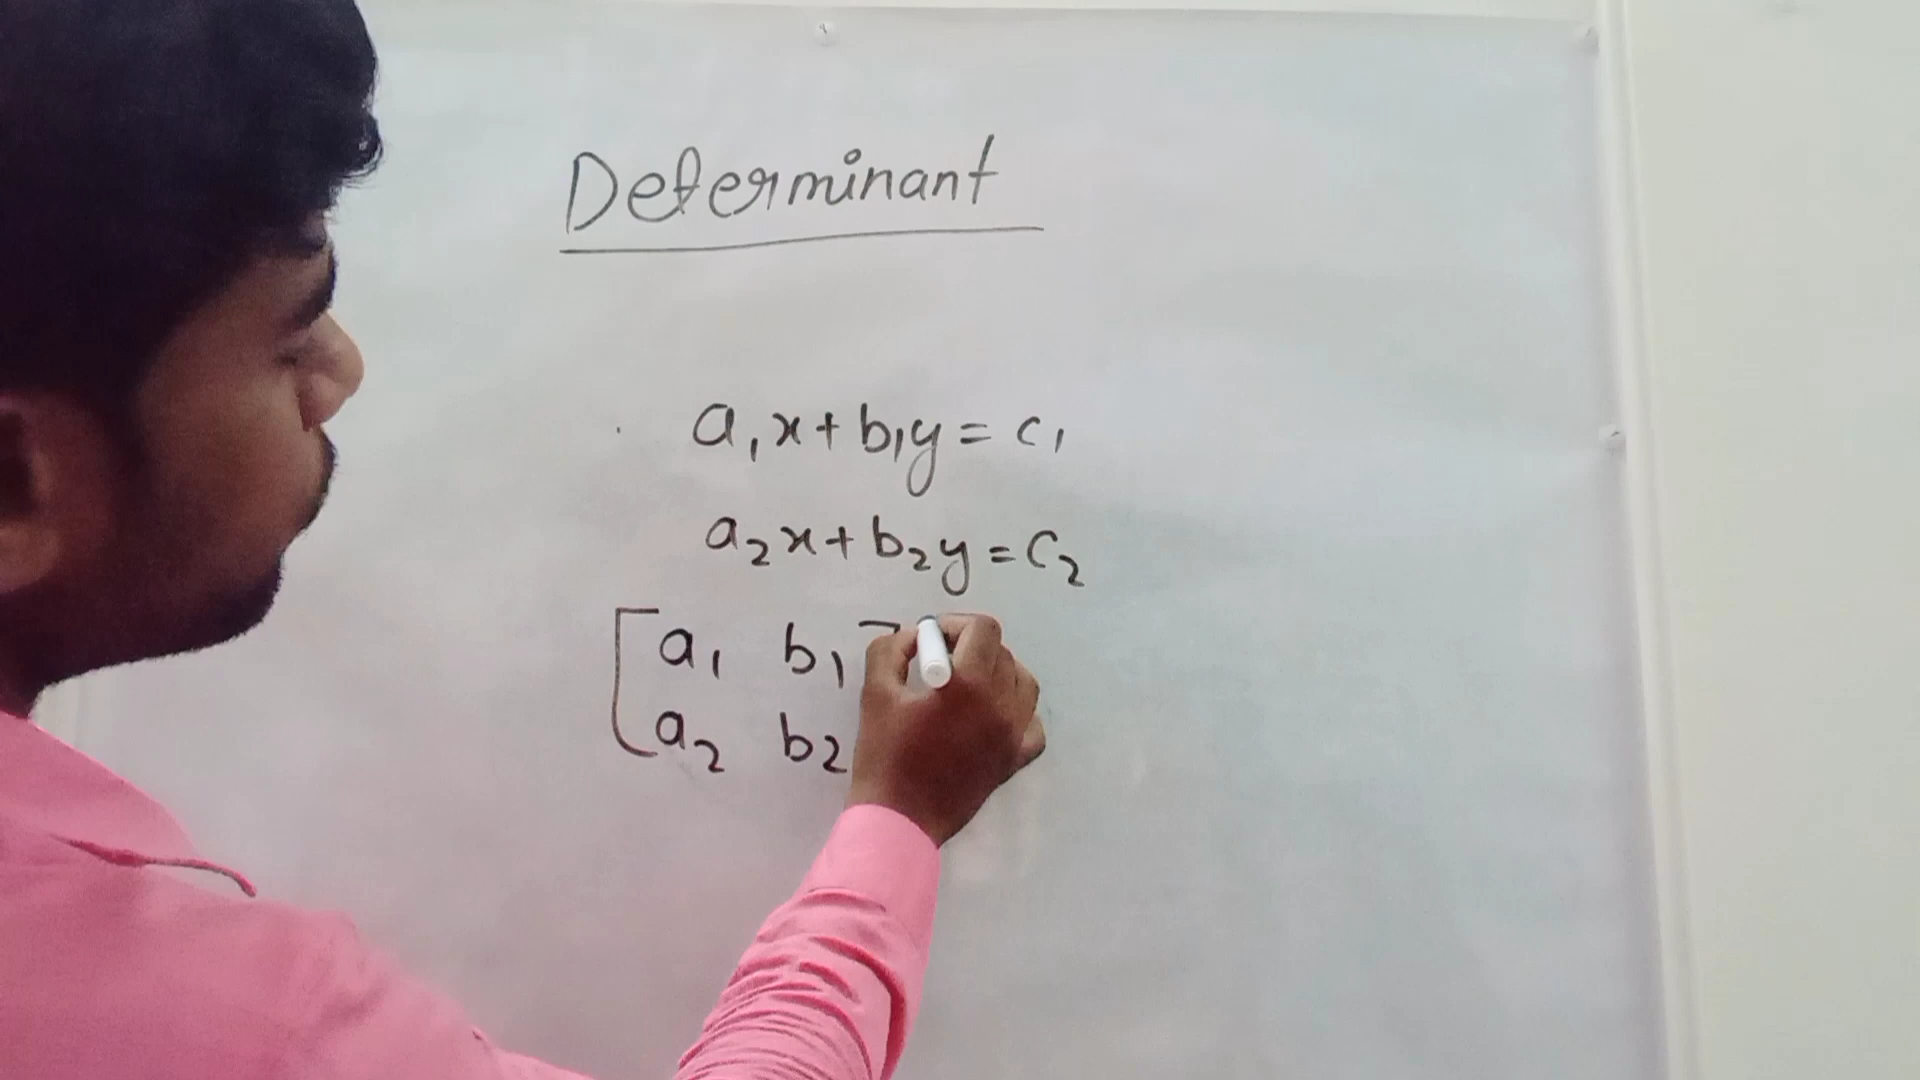 Determinant
a₁x + b₁y = c₁
a₂x + b₂y = c₂
[a₁ b₁]
a₂ b₂